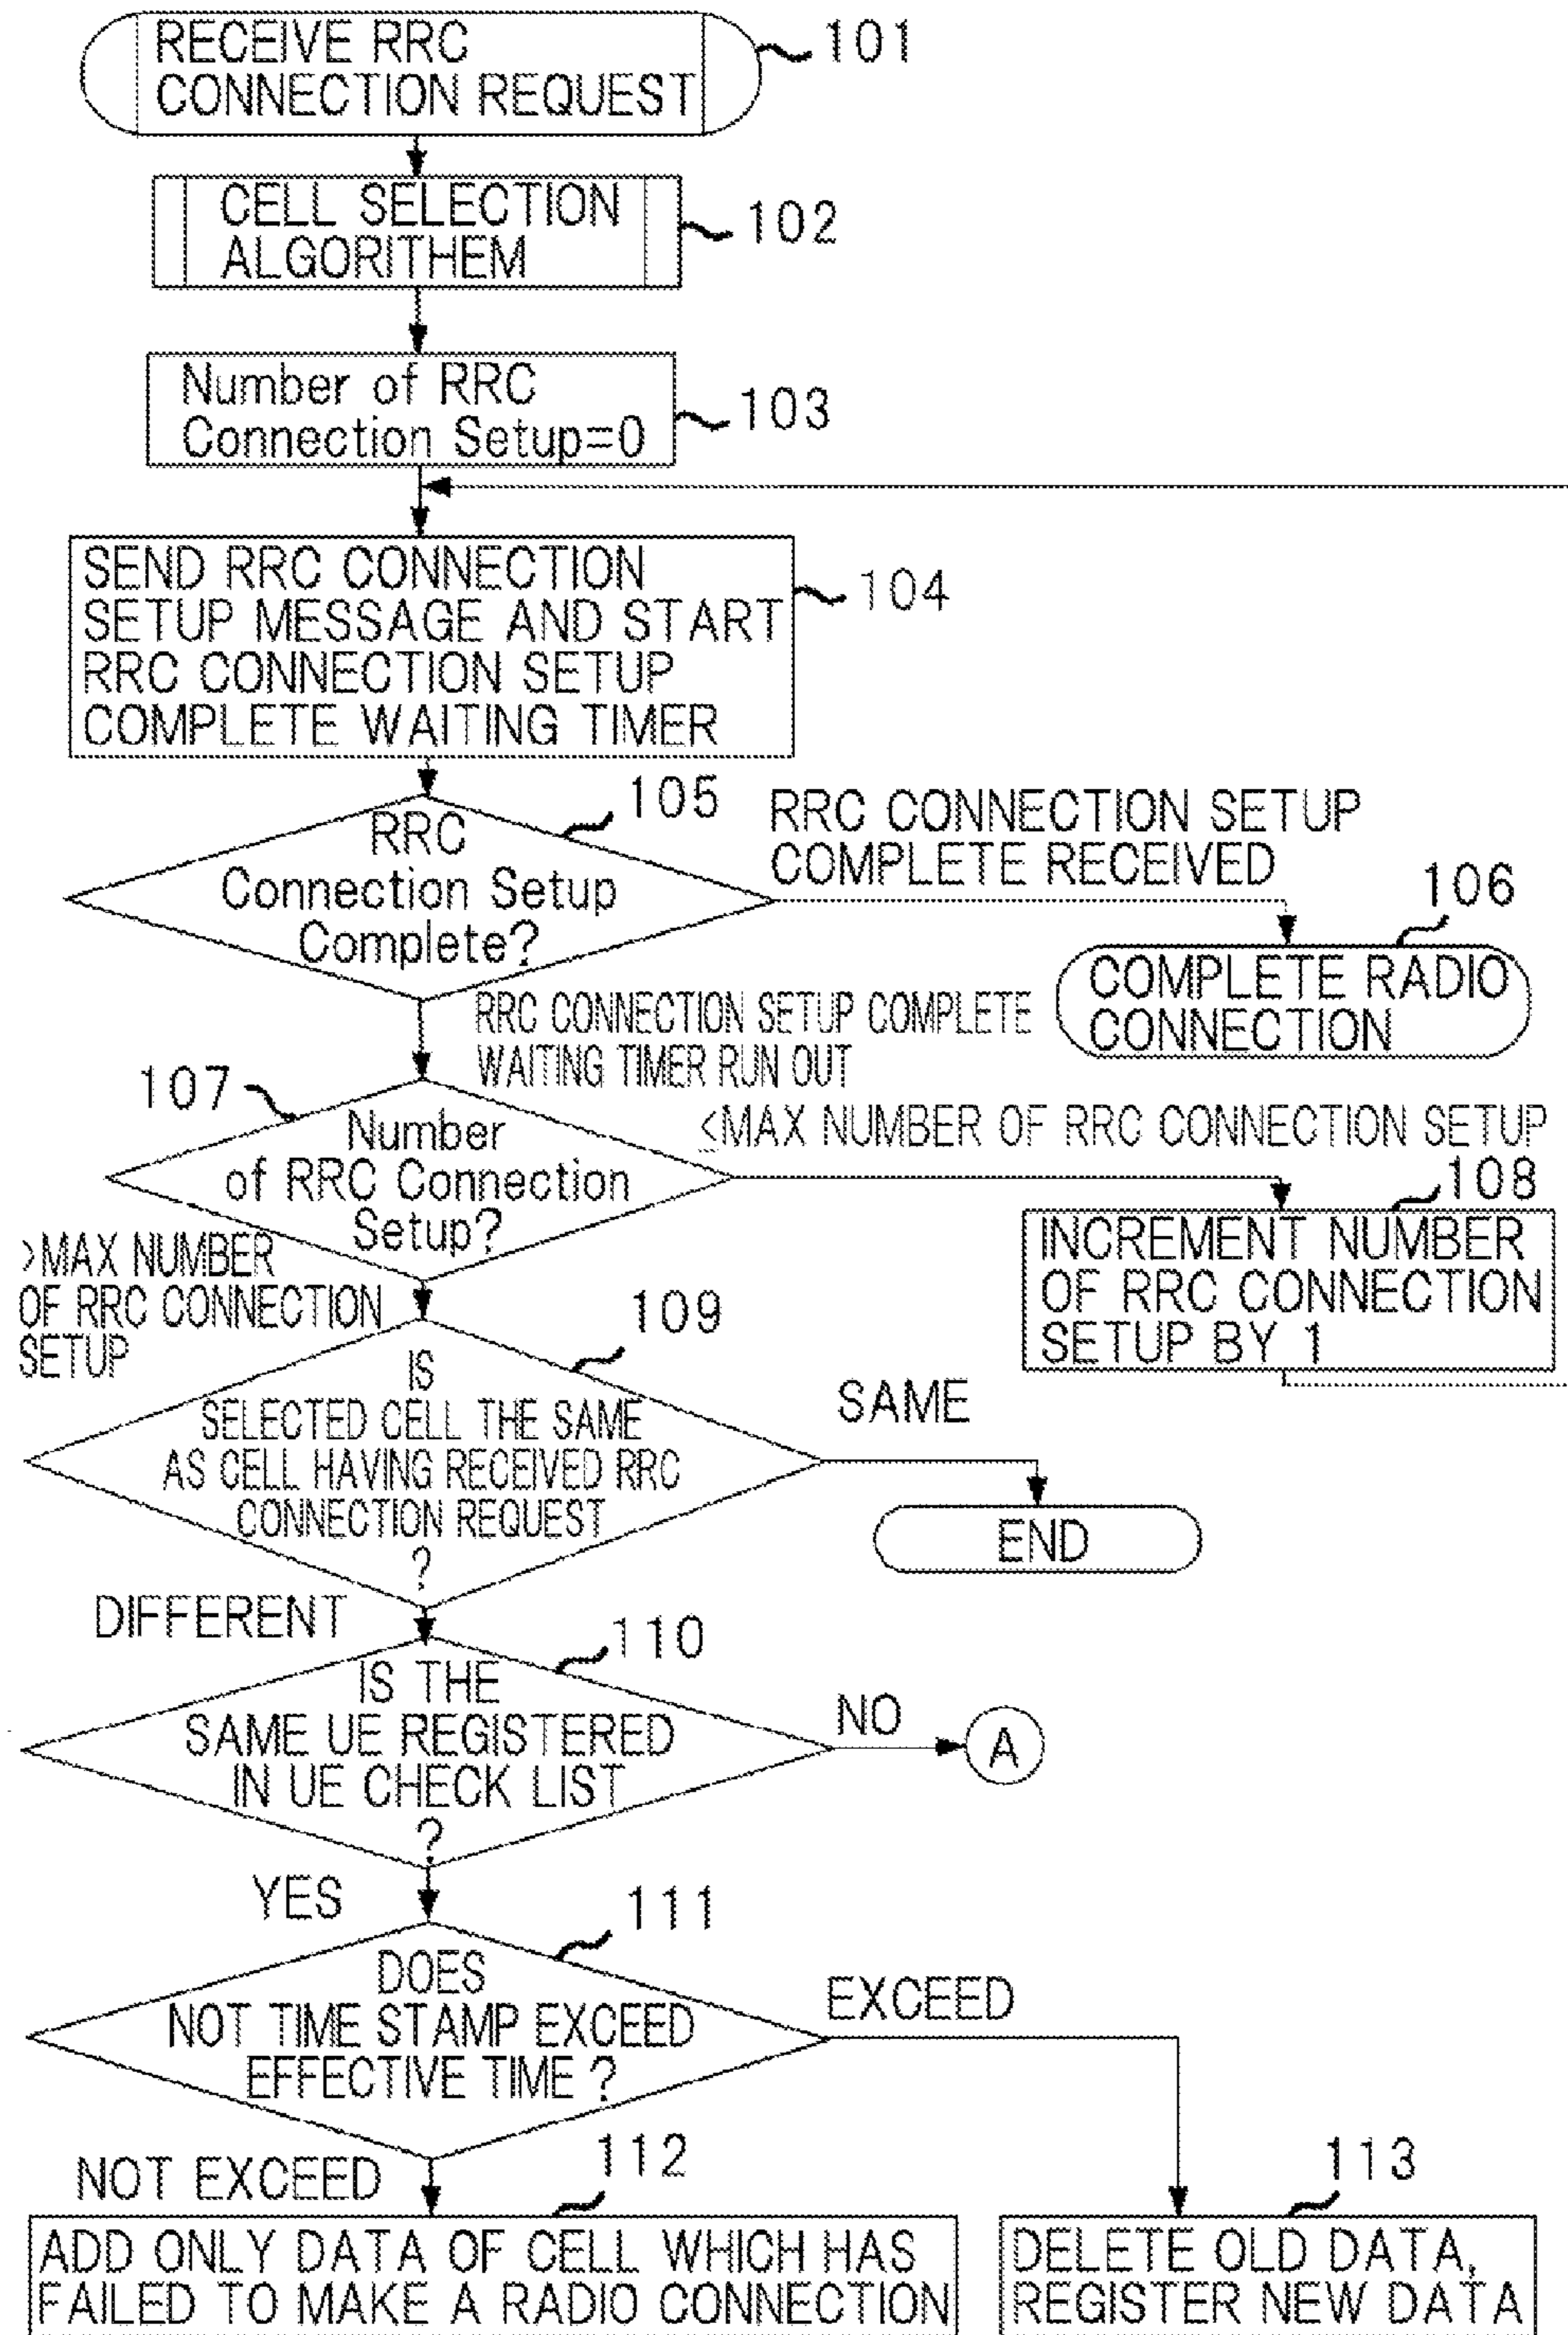 RECEIVE RRC
CONNECTION REQUEST
101
CELL SELECTION
ALGORITHEM
102
Number of RRC
Connection Setup=0
103
SEND RRC CONNECTION
SETUP MESSAGE AND START
RRC CONNECTION SETUP
COMPLETE WAITING TIMER
104
105
RRC
Connection Setup
Complete?
RRC CONNECTION SETUP
COMPLETE RECEIVED
106
COMPLETE RADIO
CONNECTION
RRC CONNECTION SETUP COMPLETE
WAITING TIMER RUN OUT
107
Number
of RRC Connection
Setup?
≤MAX NUMBER OF RRC CONNECTION SETUP
108
INCREMENT NUMBER
OF RRC CONNECTION
SETUP BY 1
>MAX NUMBER
OF RRC CONNECTION
SETUP
109
IS
SELECTED CELL THE SAME
AS CELL HAVING RECEIVED RRC
CONNECTION REQUEST
?
SAME
END
DIFFERENT
110
IS THE
SAME UE REGISTERED
IN UE CHECK LIST
?
NO
A
YES
111
DOES
NOT TIME STAMP EXCEED
EFFECTIVE TIME ?
EXCEED
NOT EXCEED
112
ADD ONLY DATA OF CELL WHICH HAS
FAILED TO MAKE A RADIO CONNECTION
113
DELETE OLD DATA,
REGISTER NEW DATA